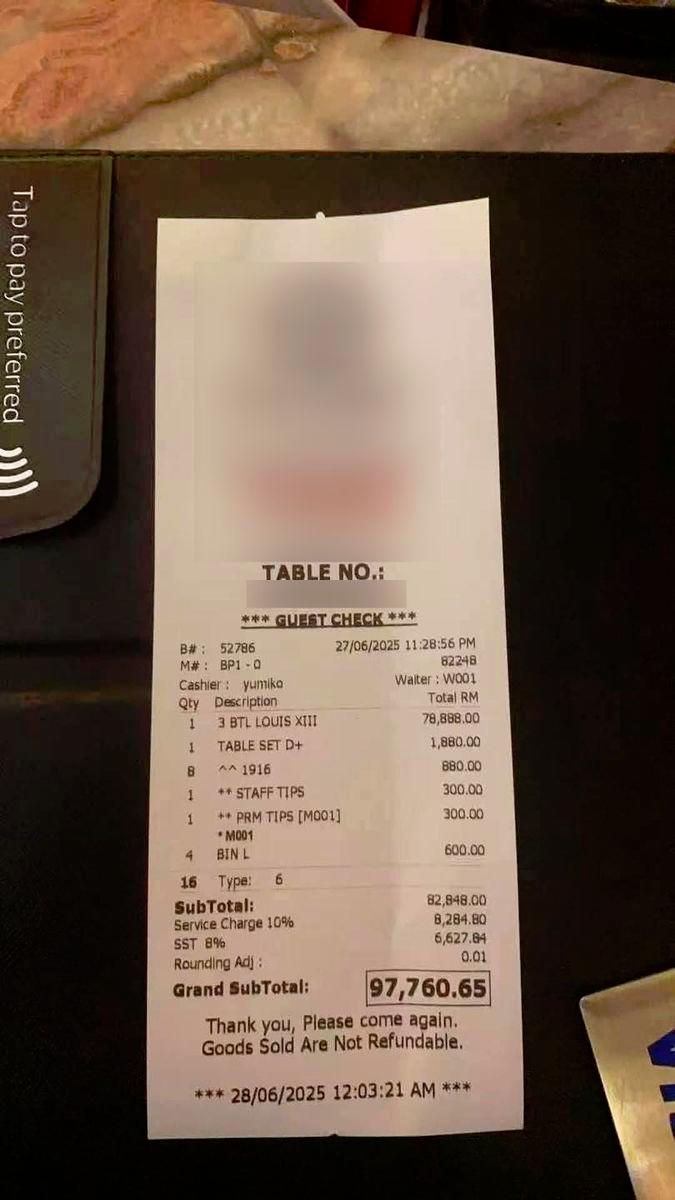 Tap to pay preferred
TABLE NO.:
*** GUEST CHECK ***
B# : 52786 27/06/2025 11:28:56 PM
M# : BP1 - 0 82248
Cashier : yumiko Waiter : W001
Qty Description Total RM
1 3 BTL LOUIS XIII 78,888.00
1 TABLE SET D+ 1,880.00
8 ^^ 1916 880.00
1 ** STAFF TIPS 300.00
1 ** PRM TIPS [M001] 300.00
* M001
4 BIN L 600.00
16 Type: 6
SubTotal: 82,848.00
Service Charge 10% 8,284.80
SST 8% 6,627.84
Rounding Adj : 0.01
Grand SubTotal: 97,760.65
Thank you, Please come again.
Goods Sold Are Not Refundable.
*** 28/06/2025 12:03:21 AM ***